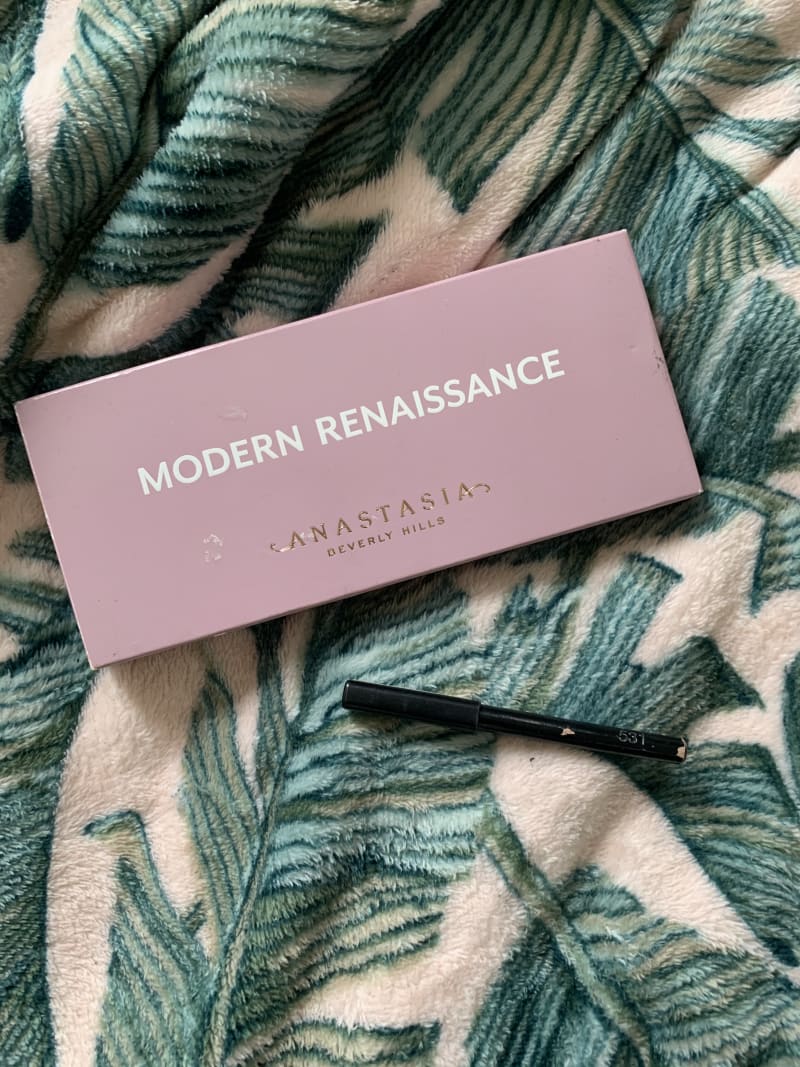 MODERN RENAISSANCE
ANASTASIA
BEVERLY HILLS
531